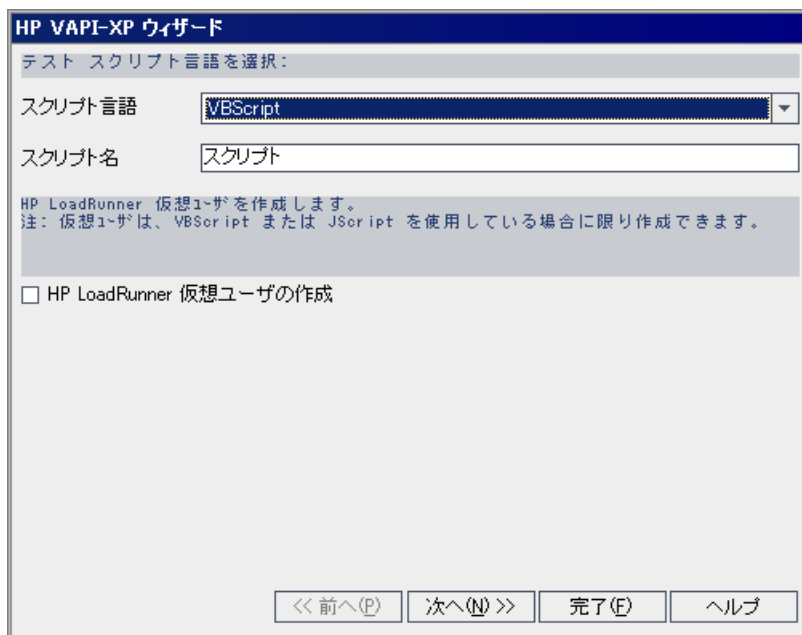 HP VAPI-XP ウィザード
テスト スクリプト言語を選択:
スクリプト言語 VBScript
スクリプト名 スクリプト
HP LoadRunner 仮想ﾕｰｻﾞを作成します。
注: 仮想ﾕｰｻﾞは、VBScript または JScript を使用している場合に限り作成できます。
HP LoadRunner 仮想ユーザの作成
<< 前へ(P) 次へ(N) >> 完了(F) ヘルプ